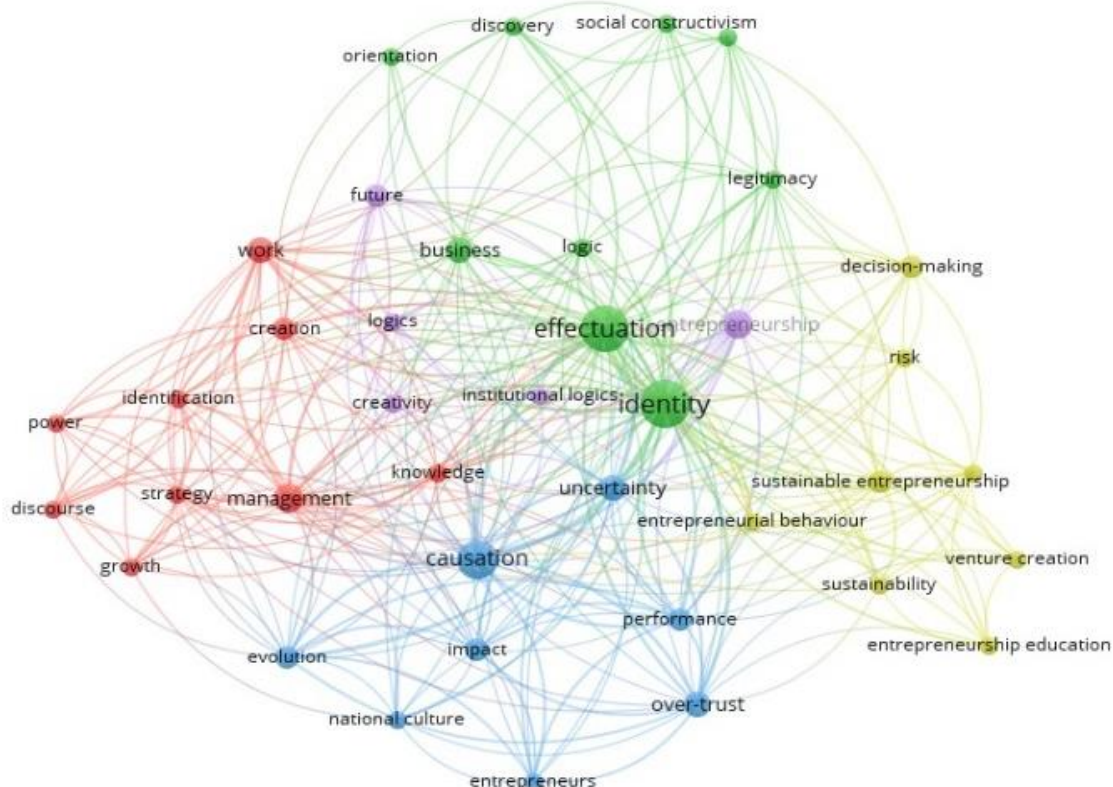 discovery
social constructivism
orientation
legitimacy
future
work
business
logic
decision-making
creation
logics
effectuation
entrepreneurship
risk
identification
creativity
institutional logics
identity
power
knowledge
discourse
strategy
management
uncertainty
sustainable entrepreneurship
entrepreneurial behaviour
growth
causation
venture creation
sustainability
performance
entrepreneurship education
evolution
impact
over-trust
national culture
entrepreneurs